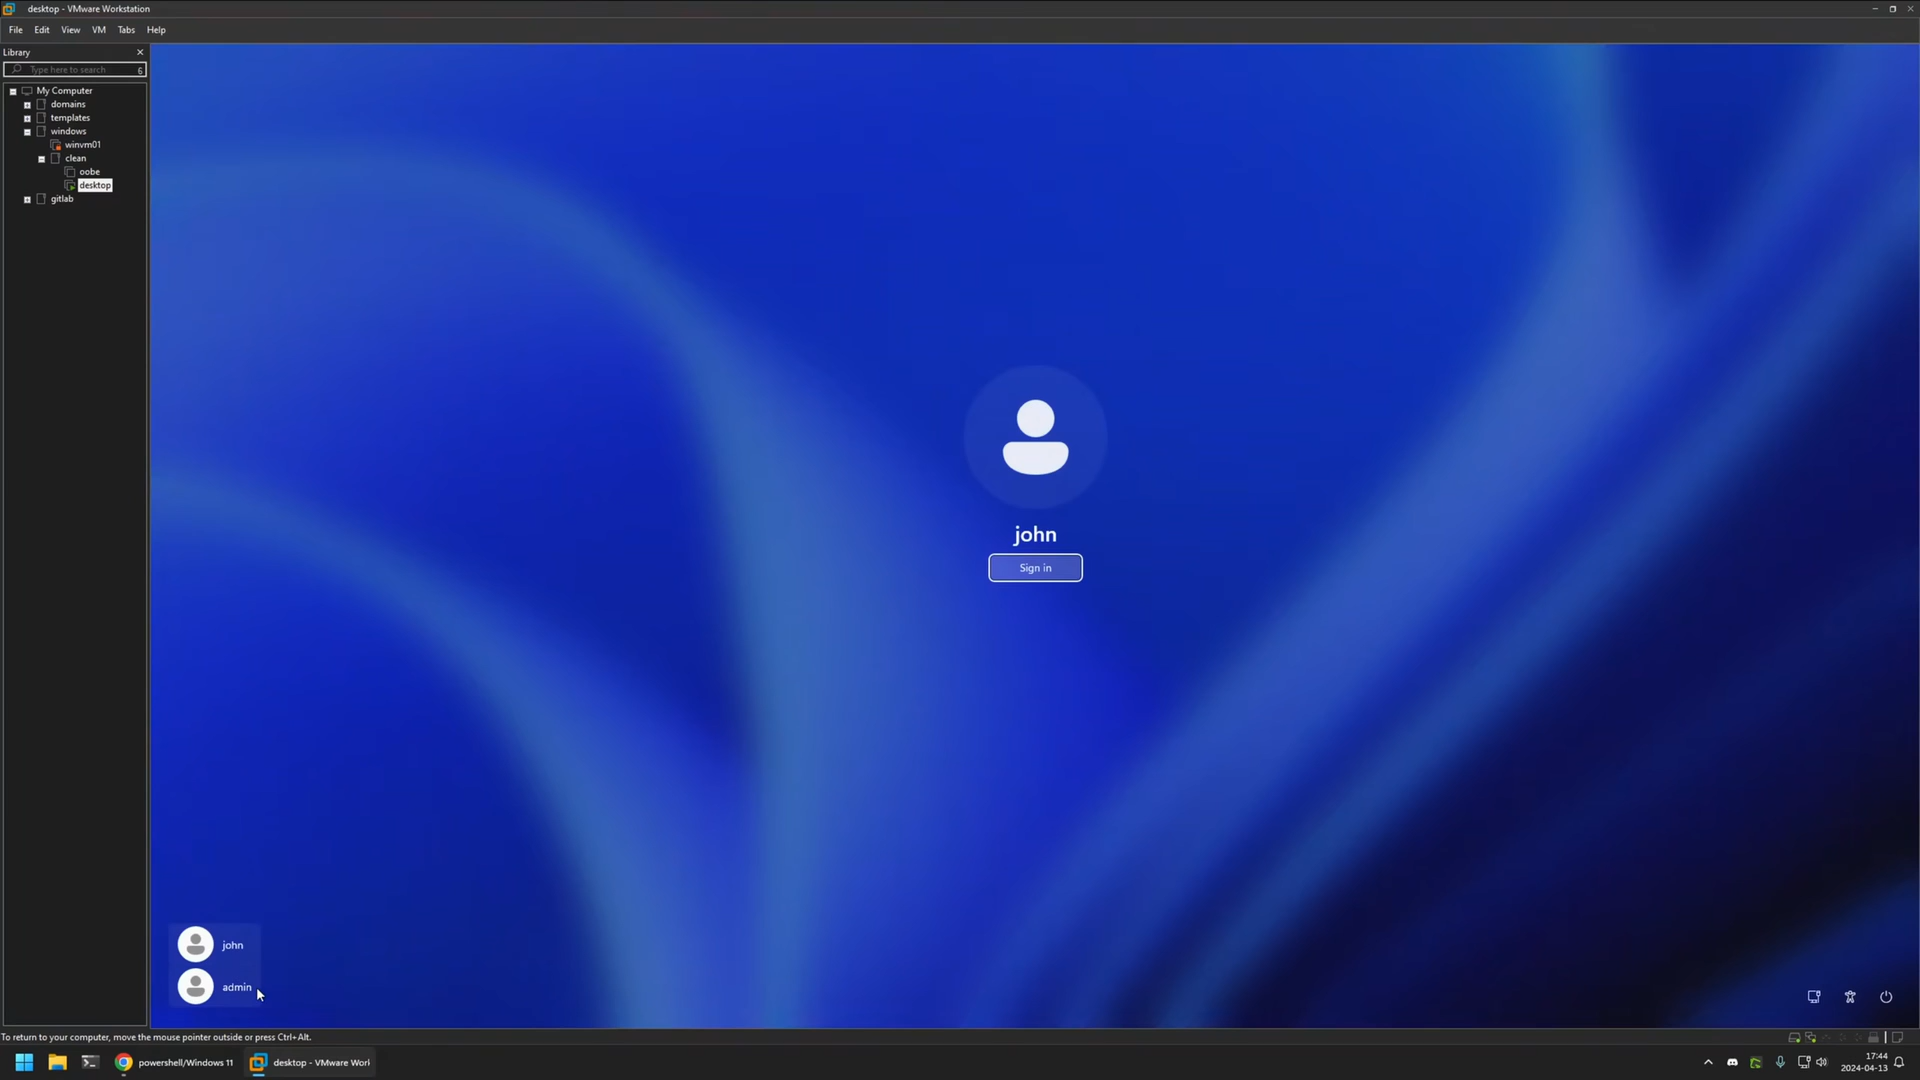 desktop - VMware Workstation
File Edit View VM Tabs Help
Library
Type here to search
My Computer
domains
templates
windows
winvm01
clean
oobe
desktop
gitlab
john
Sign in
john
admin
To return to your computer, move the mouse pointer outside or press Ctrl+Alt.
powershell/Windows 11 desktop - VMware Work
17:44
2024-04-13